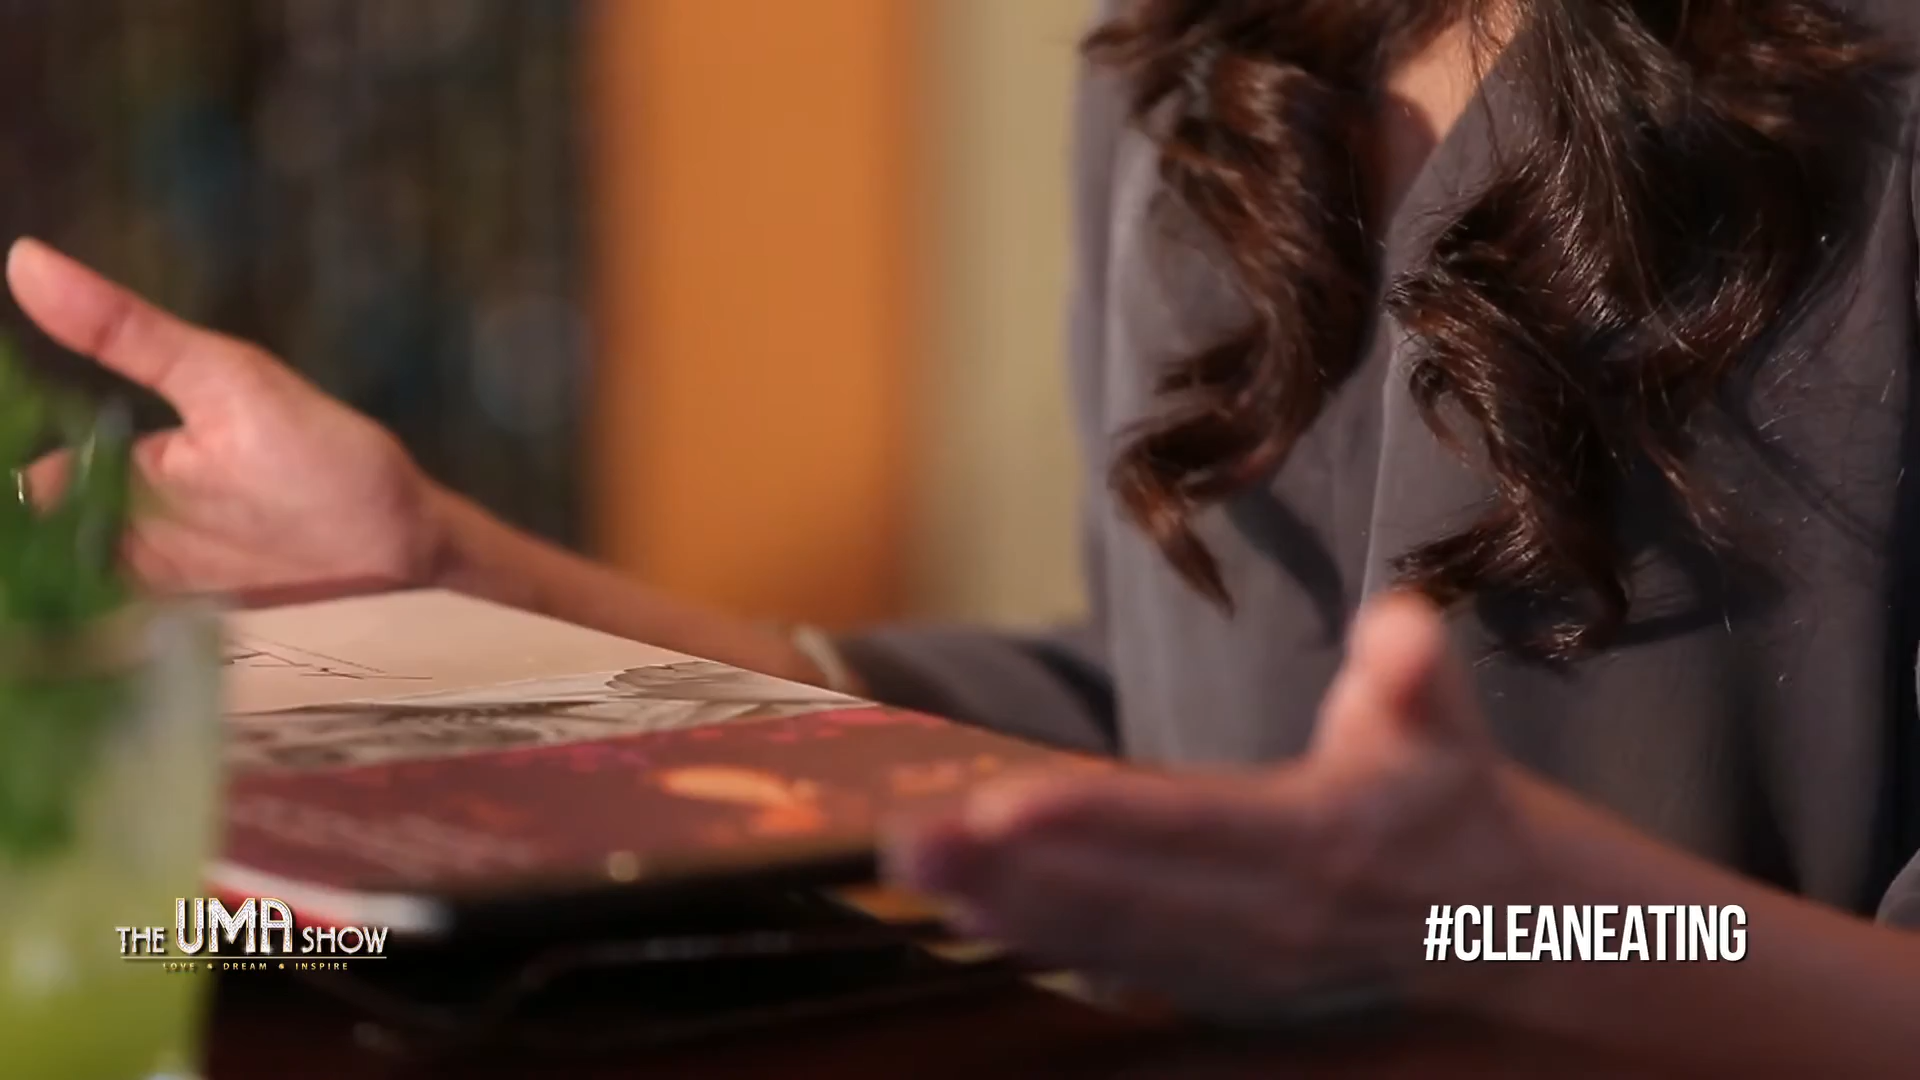 THE UMA SHOW
LOVE ★ DREAM ★ INSPIRE
#CLEANEATING